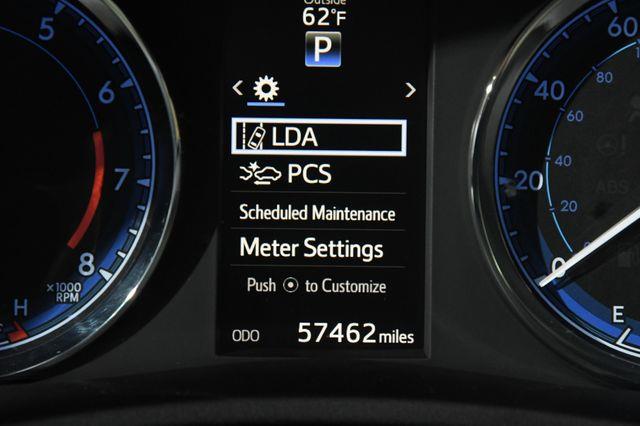 Outside
62°F
P
< >
LDA
PCS
Scheduled Maintenance
Meter Settings
Push ⊙ to Customize
ODO 57462 miles
5
6
7
8
x1000
RPM
H
60
40
20
0
80
60
40
20
ABS
E